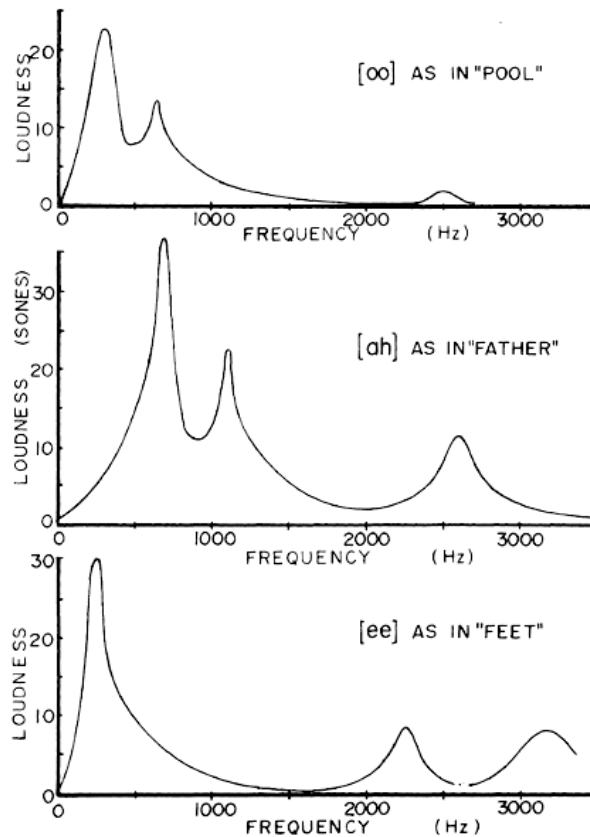 LOUDNESS
20
10
0
[oo] AS IN "POOL"
0 1000 2000 3000
FREQUENCY (Hz)
LOUDNESS (SONES)
30
20
10
0
[ah] AS IN "FATHER"
0 1000 2000 3000
FREQUENCY (Hz)
LOUDNESS
30
20
10
0
[ee] AS IN "FEET"
0 1000 2000 3000
FREQUENCY (Hz)